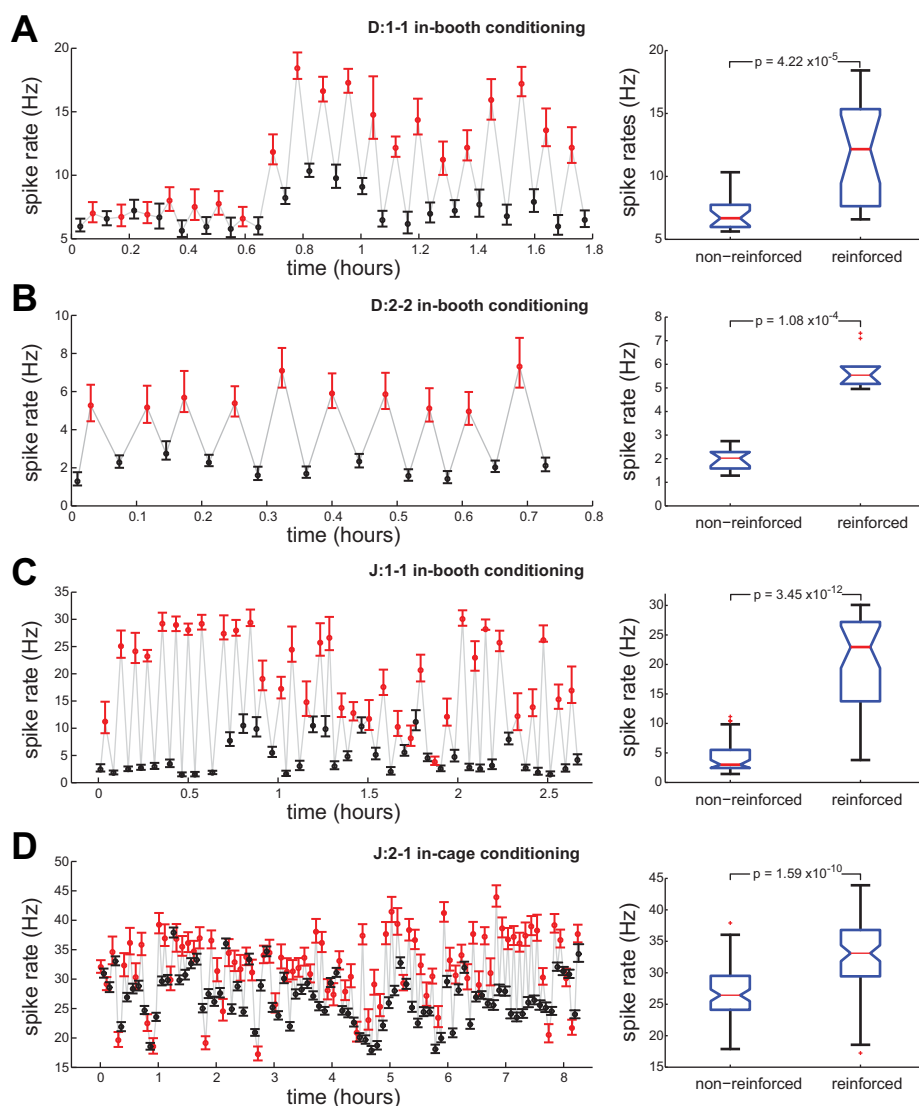 A
D:1-1 in-booth conditioning
spike rate (Hz)
20
15
10
5
0 0.2 0.4 0.6 0.8 1 1.2 1.4 1.6 1.8
time (hours)
spike rates (Hz)
20
15
10
5
p = 4.22 x10-5
non-reinforced reinforced
B
D:2-2 in-booth conditioning
spike rate (Hz)
10
8
6
4
2
0
0 0.1 0.2 0.3 0.4 0.5 0.6 0.7 0.8
time (hours)
spike rate (Hz)
8
7
6
5
4
3
2
1
0
p = 1.08 x10-4
non-reinforced reinforced
C
J:1-1 in-booth conditioning
spike rate (Hz)
35
30
25
20
15
10
5
0
0 0.5 1 1.5 2 2.5
time (hours)
spike rate (Hz)
30
25
20
15
10
5
0
p = 3.45 x10-12
non-reinforced reinforced
D
J:2-1 in-cage conditioning
spike rate (Hz)
50
45
40
35
30
25
20
15
0 1 2 3 4 5 6 7 8
time (hours)
spike rate (Hz)
50
45
40
35
30
25
20
15
p = 1.59 x10-10
non-reinforced reinforced